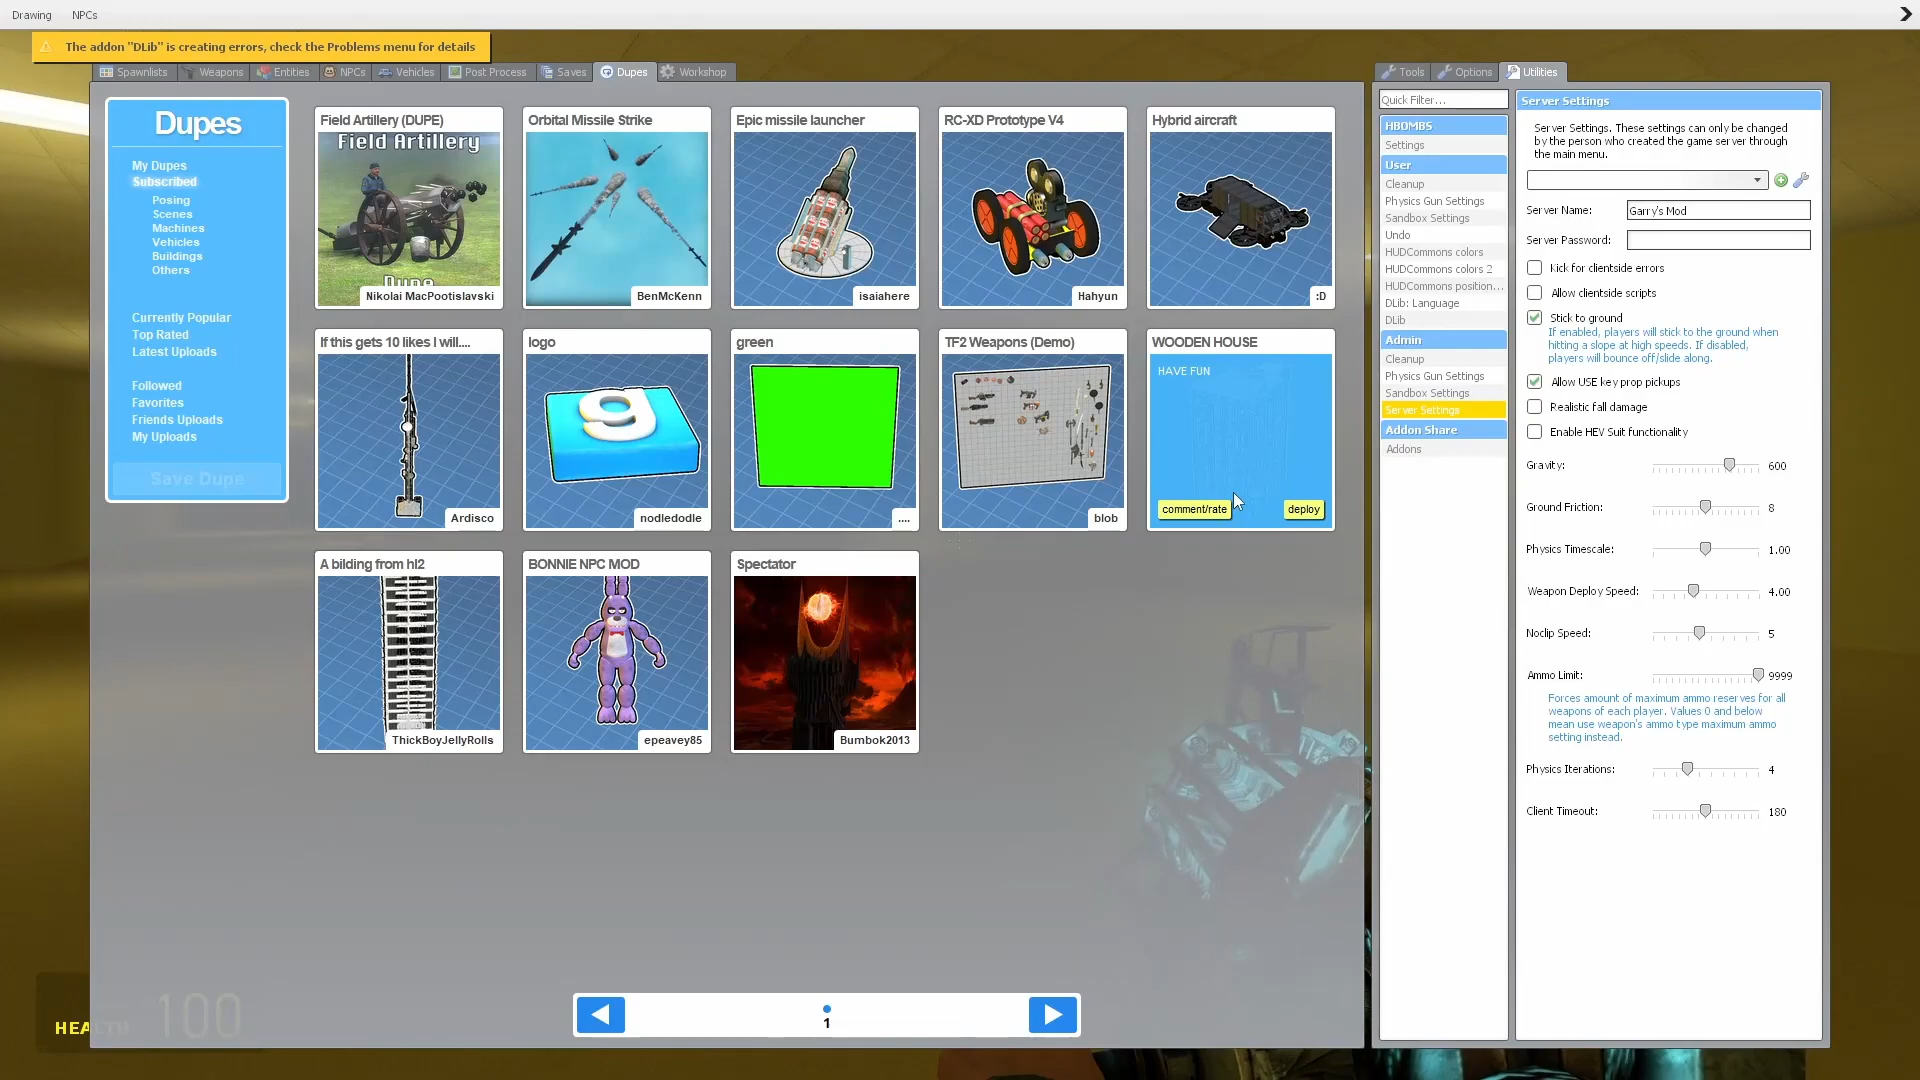 Drawing NPCs
The addon "DLib" is creating errors, check the Problems menu for details
Spawnlists Weapons Entities NPCs Vehicles Post Process Saves Dupes Workshop
Dupes
My Dupes
Subscribed
Posing
Scenes
Machines
Vehicles
Buildings
Others
Currently Popular
Top Rated
Latest Uploads
Followed
Favorites
Friends Uploads
My Uploads
Save Dupe
Field Artillery (DUPE)
Field Artillery
Dupe
Nikolai MacPootislavski
Orbital Missile Strike
BenMcKenn
Epic missile launcher
isaiahere
RC-XD Prototype V4
Hahyun
Hybrid aircraft
:D
If this gets 10 likes I will....
Ardisco
logo
g
nodledodle
green
....
TF2 Weapons (Demo)
blob
WOODEN HOUSE
HAVE FUN
comment/rate deploy
A bilding from hl2
ThickBoyJellyRolls
BONNIE NPC MOD
epeavey85
Spectator
Bumbok2013
1
HEALTH 100
Tools Options Utilities
Quick Filter...
HBOMBS
Settings
User
Cleanup
Physics Gun Settings
Sandbox Settings
Undo
HUDCommons colors
HUDCommons colors 2
HUDCommons position...
DLib: Language
DLib
Admin
Cleanup
Physics Gun Settings
Sandbox Settings
Server Settings
Addon Share
Addons
Server Settings
Server Settings. These settings can only be changed
by the person who created the game server through
the main menu.
Server Name: Garry's Mod
Server Password:
Kick for clientside errors
Allow clientside scripts
Stick to ground
If enabled, players will stick to the ground when
hitting a slope at high speeds. If disabled,
players will bounce off/slide along.
Allow USE key prop pickups
Realistic fall damage
Enable HEV Suit functionality
Gravity: 600
Ground Friction: 8
Physics Timescale: 1.00
Weapon Deploy Speed: 4.00
Noclip Speed: 5
Ammo Limit: 9999
Forces amount of maximum ammo reserves for all
weapons of each player. Values 0 and below
mean use weapon's ammo type maximum ammo
setting instead.
Physics Iterations: 4
Client Timeout: 180